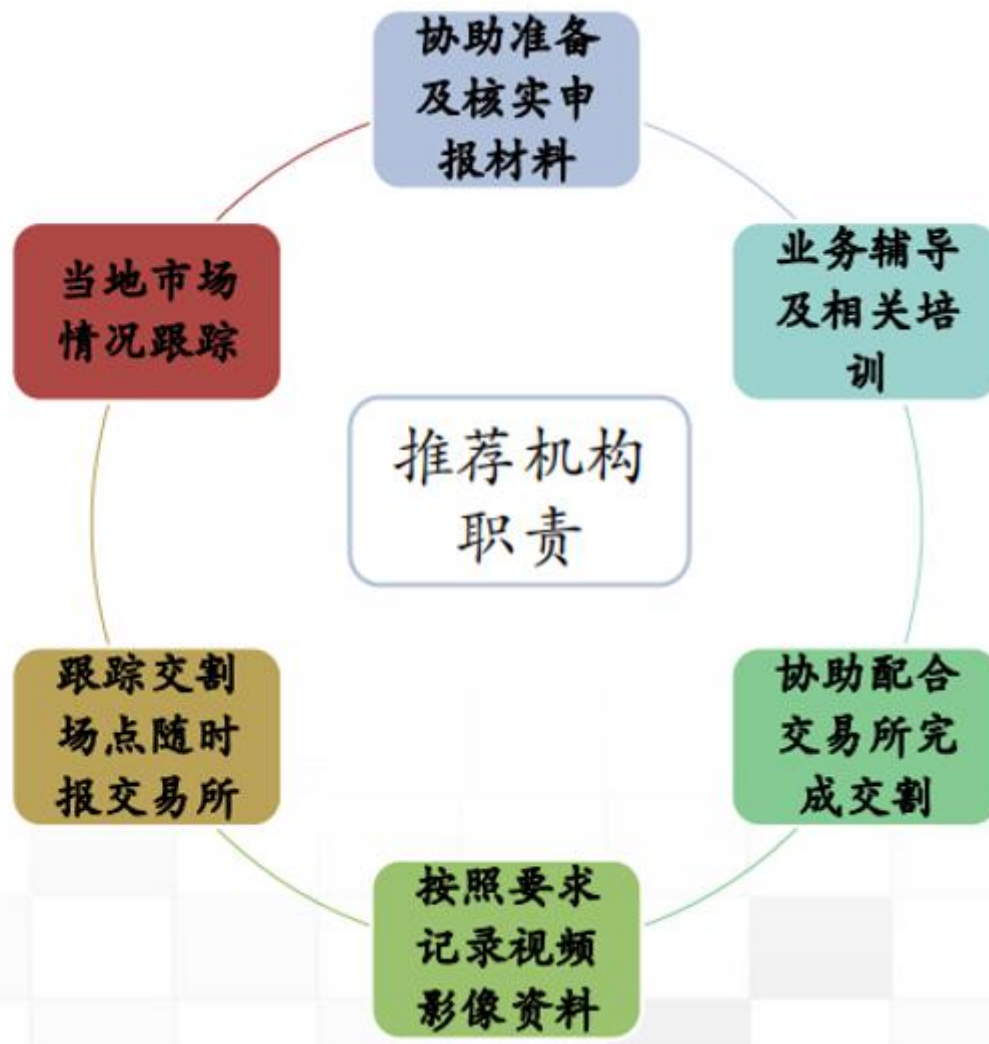 协助准备
及核实申
报材料
业务辅导
及相关培
训
协助配合
交易所完
成交割
按照要求
记录视频
影像资料
跟踪交割
场点随时
报交易所
当地市场
情况跟踪
推荐机构
职责